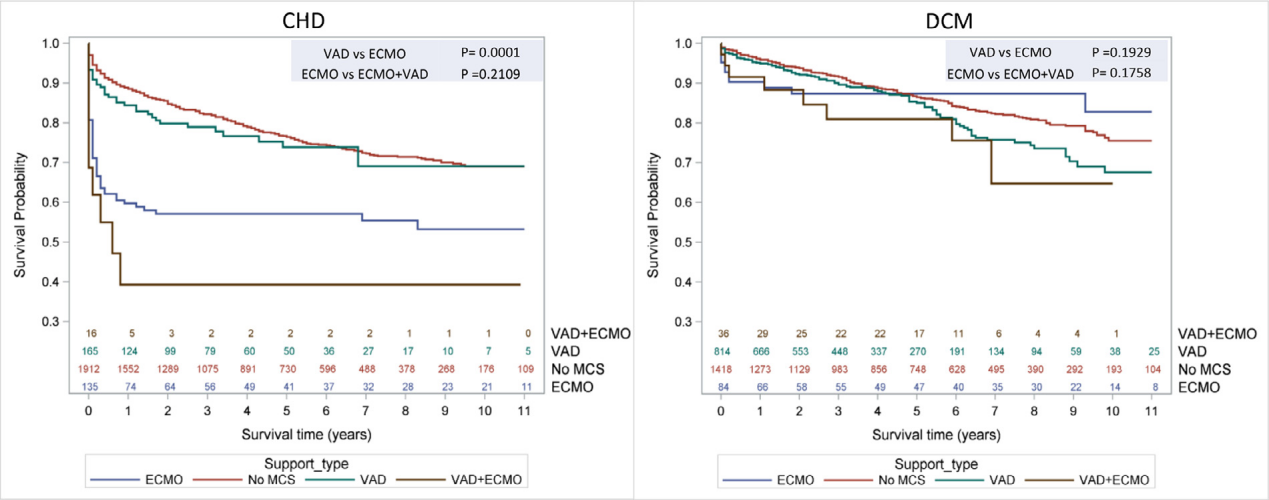 CHD
VAD vs ECMO P= 0.0001
ECMO vs ECMO+VAD P =0.2109
Survival Probability
1.0
0.9
0.8
0.7
0.6
0.5
0.4
0.3
16 5 3 2 2 2 2 2 1 1 1 0 VAD+ECMO
165 124 99 79 60 50 36 27 17 10 7 5 VAD
1912 1552 1289 1075 891 730 596 488 378 268 176 109 No MCS
135 74 64 56 49 41 37 32 28 23 21 11 ECMO
0 1 2 3 4 5 6 7 8 9 10 11
Survival time (years)
Support_type
ECMO No MCS VAD VAD+ECMO
DCM
VAD vs ECMO P =0.1929
ECMO vs ECMO+VAD P= 0.1758
Survival Probability
1.0
0.9
0.8
0.7
0.6
0.5
0.4
0.3
36 29 25 22 22 17 11 6 4 4 1 VAD+ECMO
814 666 553 448 337 270 191 134 94 59 38 25 VAD
1418 1273 1129 983 856 748 628 495 390 292 193 104 No MCS
84 66 58 55 49 47 40 35 30 22 14 8 ECMO
0 1 2 3 4 5 6 7 8 9 10 11
Survival time (years)
Support_type
ECMO No MCS VAD VAD+ECMO